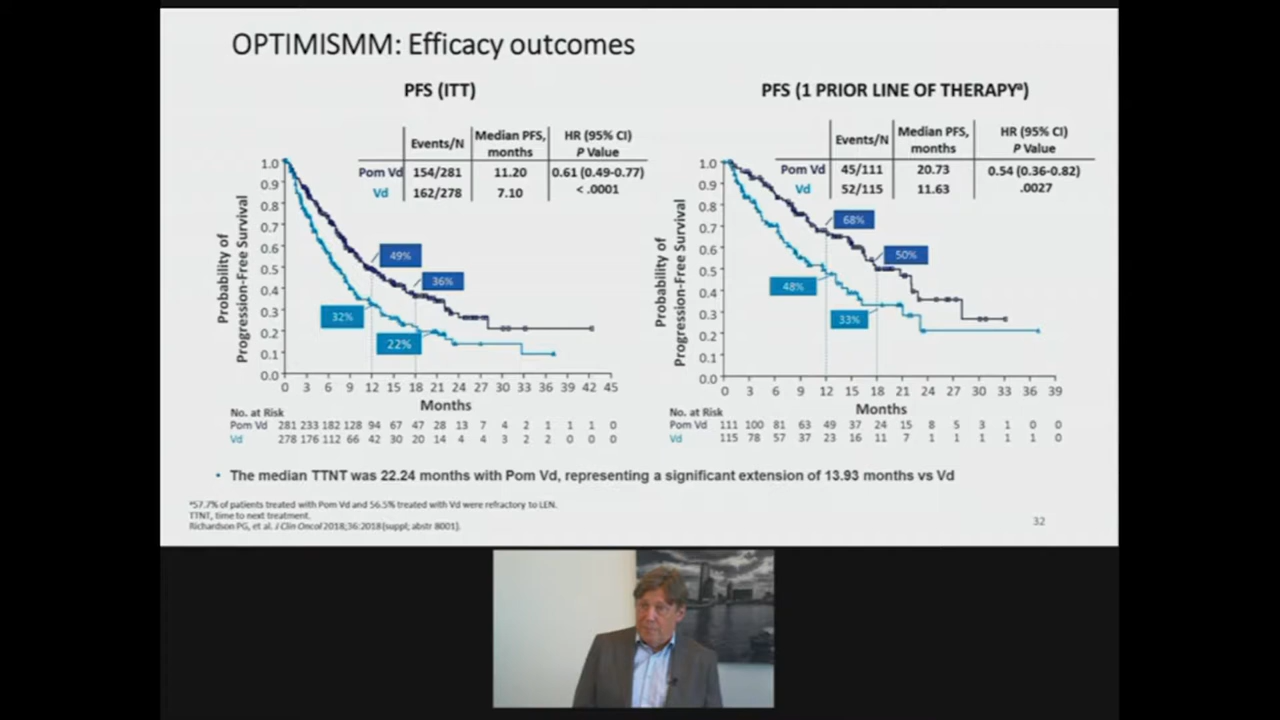 OPTIMISMM: Efficacy outcomes
PFS (ITT)
Events/N Median PFS, months HR (95% CI) P Value
Pom Vd 154/281 11.20 0.61 (0.49-0.77)
Vd 162/278 7.10 < .0001
Probability of
Progression-Free Survival
1.0
0.9
0.8
0.7
0.6
0.5
0.4
0.3
0.2
0.1
0.0
49%
36%
32%
22%
0 3 6 9 12 15 18 21 24 27 30 33 36 39 42 45
Months
No. at Risk
Pom Vd 281 233 182 128 94 67 47 28 13 7 4 2 1 1 1 0
Vd 278 176 112 66 42 30 20 14 4 4 3 2 2 0 0 0
PFS (1 PRIOR LINE OF THERAPYᵃ)
Events/N Median PFS, months HR (95% CI) P Value
Pom Vd 45/111 20.73 0.54 (0.36-0.82)
Vd 52/115 11.63 .0027
Probability of
Progression-Free Survival
1.0
0.9
0.8
0.7
0.6
0.5
0.4
0.3
0.2
0.1
0.0
68%
50%
48%
33%
0 3 6 9 12 15 18 21 24 27 30 33 36 39
Months
No. at Risk
Pom Vd 111 100 81 63 49 37 24 15 8 5 3 1 0 0
Vd 115 78 57 37 23 16 11 7 1 1 1 1 1 0
• The median TTNT was 22.24 months with Pom Vd, representing a significant extension of 13.93 months vs Vd
ᵃ57.7% of patients treated with Pom Vd and 56.5% treated with Vd were refractory to LEN.
TTNT, time to next treatment.
Richardson PG, et al. J Clin Oncol 2018;36:2018(suppl; abstr 8001).
32